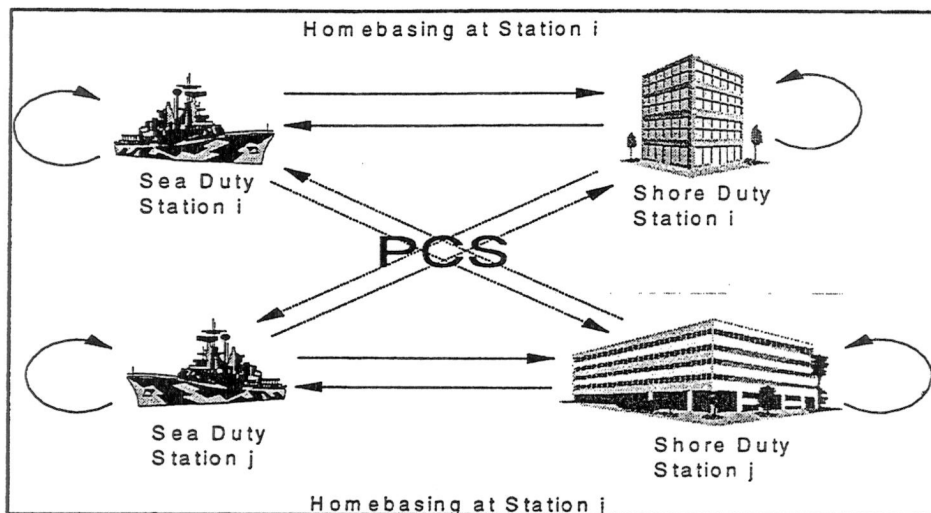 Homebasing at Station i
Sea Duty
Station i
Shore Duty
Station i
PCS
Sea Duty
Station j
Shore Duty
Station j
Homebasing at Station j